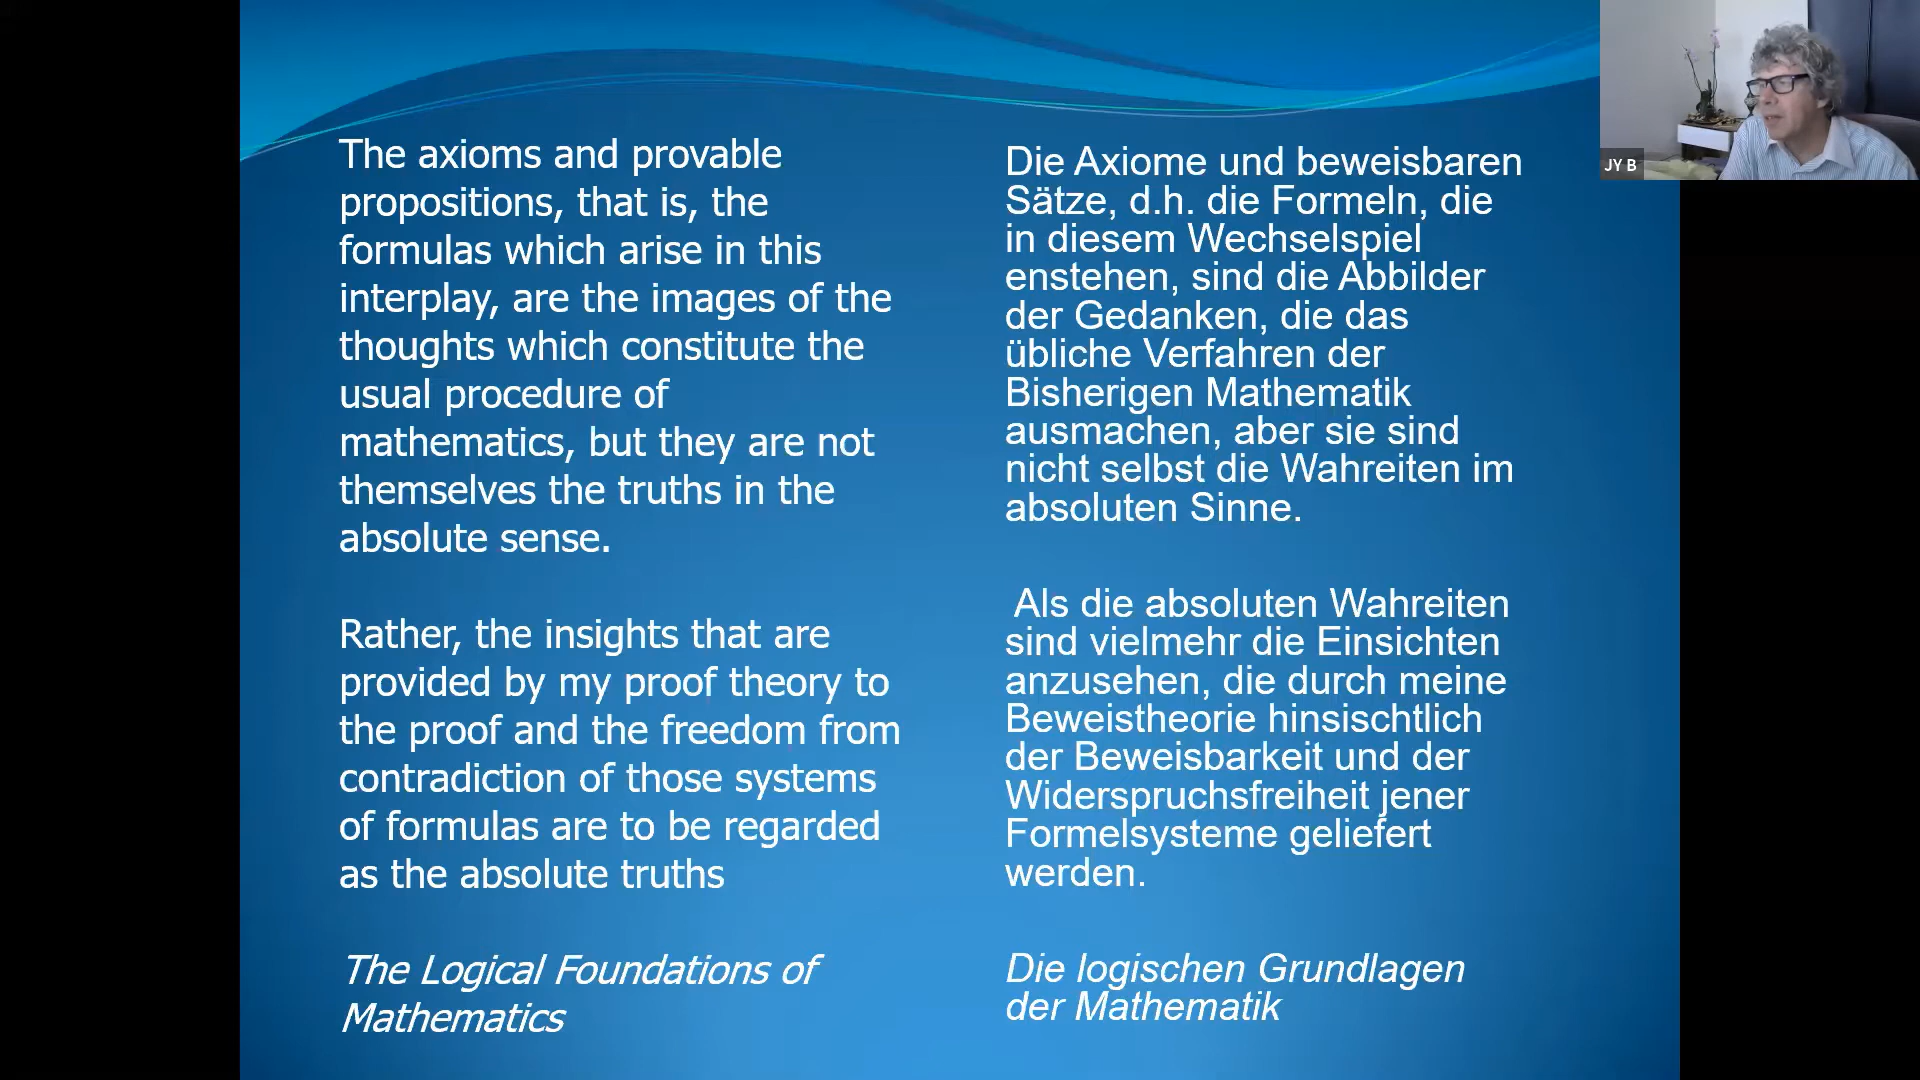 The axioms and provable
propositions, that is, the
formulas which arise in this
interplay, are the images of the
thoughts which constitute the
usual procedure of
mathematics, but they are not
themselves the truths in the
absolute sense.
Rather, the insights that are
provided by my proof theory to
the proof and the freedom from
contradiction of those systems
of formulas are to be regarded
as the absolute truths
The Logical Foundations of
Mathematics
Die Axiome und beweisbaren
Sätze, d.h. die Formeln, die
in diesem Wechselspiel
enstehen, sind die Abbilder
der Gedanken, die das
übliche Verfahren der
Bisherigen Mathematik
ausmachen, aber sie sind
nicht selbst die Wahreiten im
absoluten Sinne.
Als die absoluten Wahreiten
sind vielmehr die Einsichten
anzusehen, die durch meine
Beweistheorie hinsischtlich
der Beweisbarkeit und der
Widerspruchsfreiheit jener
Formelsysteme geliefert
werden.
Die logischen Grundlagen
der Mathematik
JY B